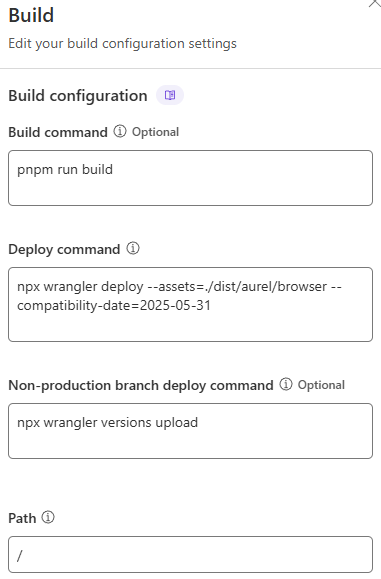 Build
Edit your build configuration settings
Build configuration
Build command Optional
pnpm run build
Deploy command
npx wrangler deploy --assets=./dist/aurel/browser --
compatibility-date=2025-05-31
Non-production branch deploy command Optional
npx wrangler versions upload
Path
/